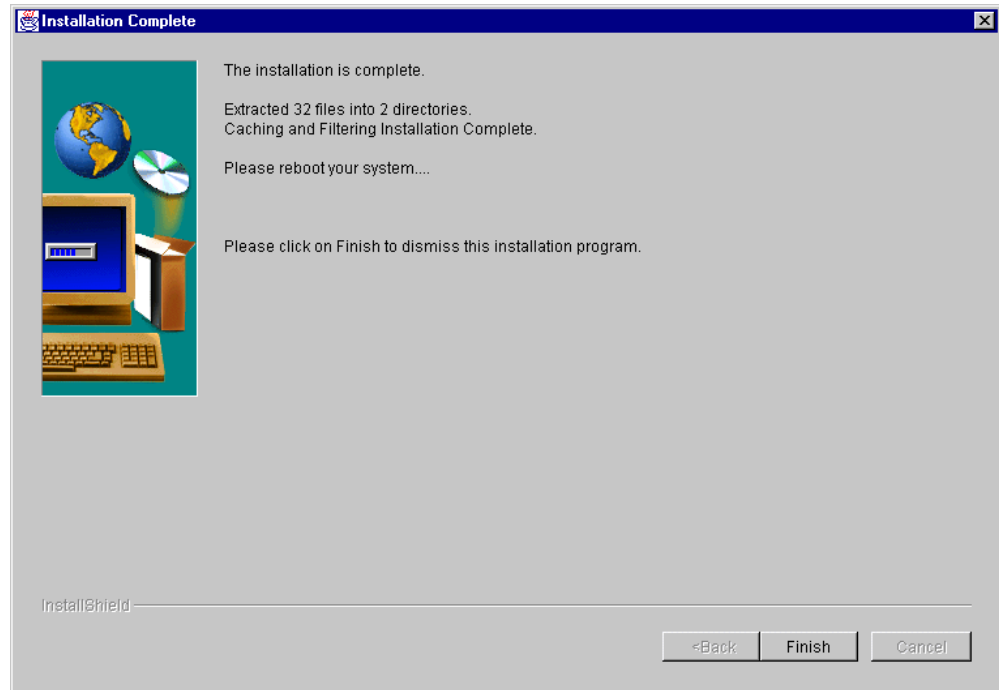 Installation Complete
The installation is complete.
Extracted 32 files into 2 directories.
Caching and Filtering Installation Complete.
Please reboot your system....
Please click on Finish to dismiss this installation program.
InstallShield
<Back
Finish
Cancel